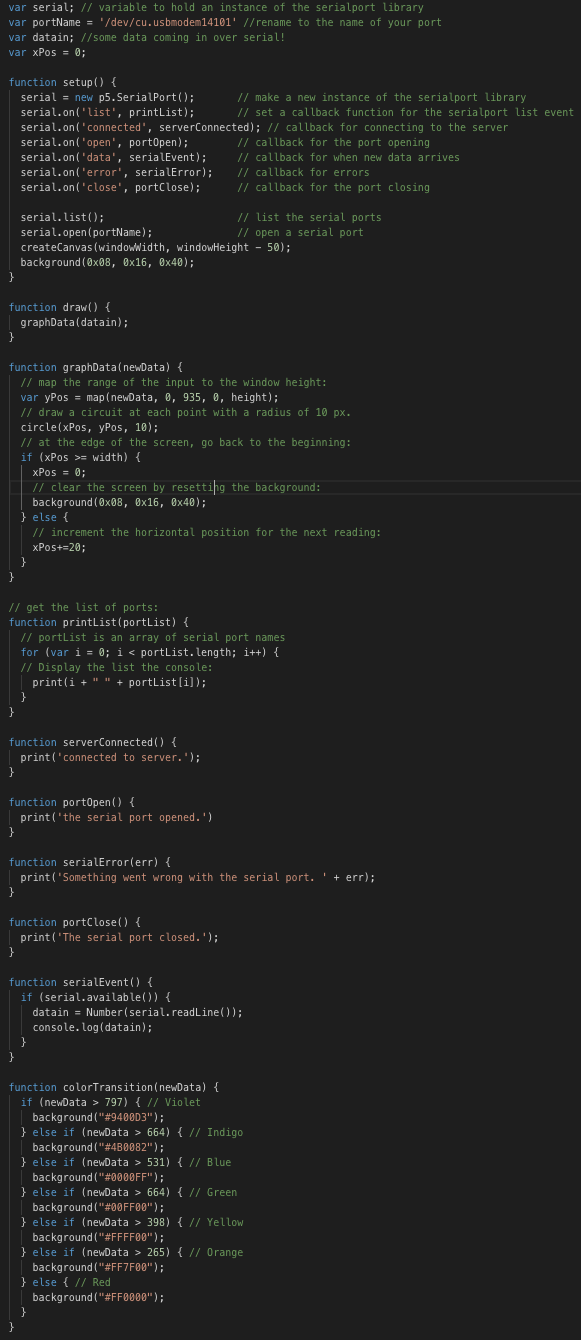 var serial; // variable to hold an instance of the serialport library
var portName = '/dev/cu.usbmodem14101' //rename to the name of your port
var datain; //some data coming in over serial!
var xPos = 0;

function setup() {
  serial = new p5.SerialPort();       // make a new instance of the serialport library
  serial.on('list', printList);       // set a callback function for the serialport list event
  serial.on('connected', serverConnected); // callback for connecting to the server
  serial.on('open', portOpen);        // callback for the port opening
  serial.on('data', serialEvent);     // callback for when new data arrives
  serial.on('error', serialError);    // callback for errors
  serial.on('close', portClose);      // callback for the port closing

  serial.list();                      // list the serial ports
  serial.open(portName);              // open a serial port
  createCanvas(windowWidth, windowHeight - 50);
  background(0x08, 0x16, 0x40);
}

function draw() {
  graphData(datain);
}

function graphData(newData) {
  // map the range of the input to the window height:
  var yPos = map(newData, 0, 935, 0, height);
  // draw a circuit at each point with a radius of 10 px.
  circle(xPos, yPos, 10);
  // at the edge of the screen, go back to the beginning:
  if (xPos >= width) {
    xPos = 0;
    // clear the screen by resetting the background:
    background(0x08, 0x16, 0x40);
  } else {
    // increment the horizontal position for the next reading:
    xPos+=20;
  }
}

// get the list of ports:
function printList(portList) {
  // portList is an array of serial port names
  for (var i = 0; i < portList.length; i++) {
  // Display the list the console:
    print(i + " " + portList[i]);
  }
}

function serverConnected() {
  print('connected to server.');
}

function portOpen() {
  print('the serial port opened.')
}

function serialError(err) {
  print('Something went wrong with the serial port. ' + err);
}

function portClose() {
  print('The serial port closed.');
}

function serialEvent() {
  if (serial.available()) {
    datain = Number(serial.readLine());
    console.log(datain);
  }
}

function colorTransition(newData) {
  if (newData > 797) { // Violet
    background("#9400D3");
  } else if (newData > 664) { // Indigo
    background("#4B0082");
  } else if (newData > 531) { // Blue
    background("#0000FF");
  } else if (newData > 664) { // Green
    background("#00FF00");
  } else if (newData > 398) { // Yellow
    background("#FFFF00");
  } else if (newData > 265) { // Orange
    background("#FF7F00");
  } else { // Red
    background("#FF0000");
  }
}